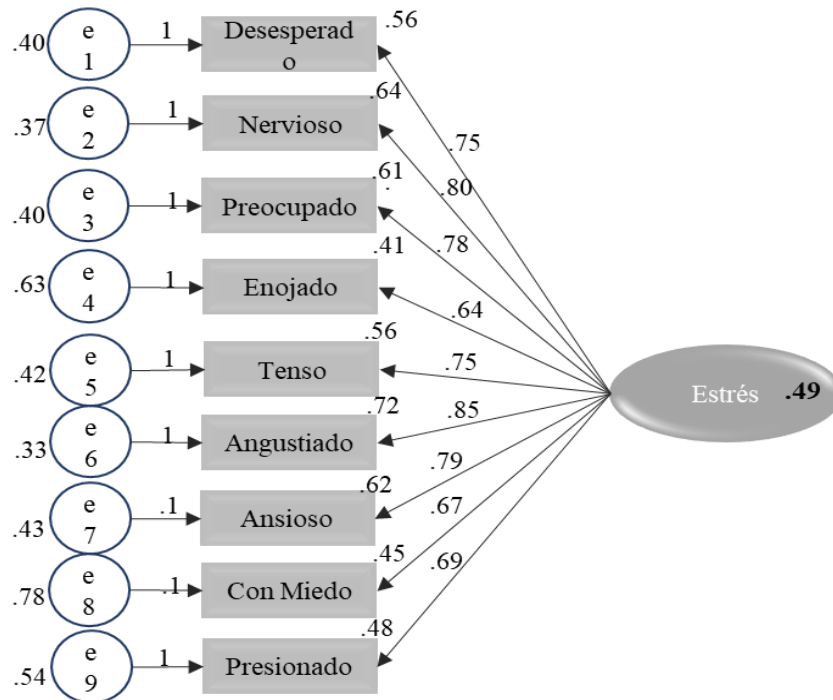 .40 e 1 1 Desesperad o .56
.37 e 2 1 Nervioso .64
.40 e 3 1 Preocupado .61 .
.63 e 4 1 Enojado .41
.42 e 5 1 Tenso .56
.33 e 6 1 Angustiado .72
.43 e 7 .1 Ansioso .62
.78 e 8 .1 Con Miedo .45
.54 e 9 1 Presionado .48
.75
.80
.78
.64
.75
.85
.79
.67
.69
Estrés .49